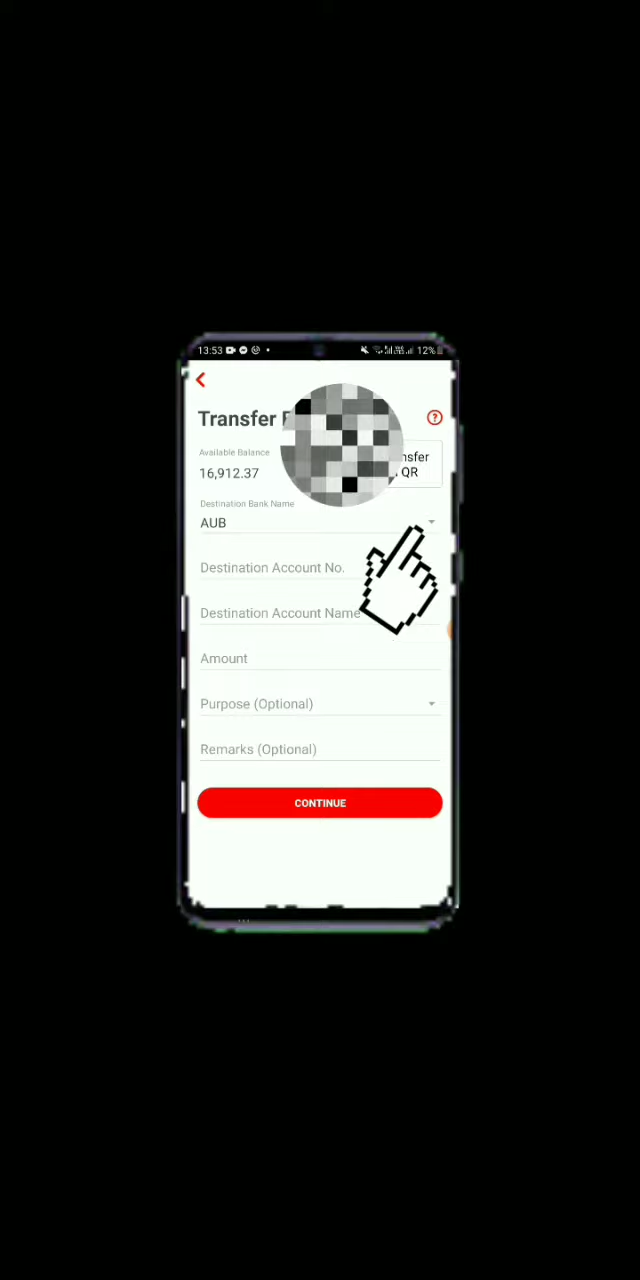 13:53
12%
Transfer
?
Available Balance
16,912.37
QR
Destination Bank Name
AUB
Destination Account No.
Destination Account Name
Amount
Purpose (Optional)
Remarks (Optional)
CONTINUE